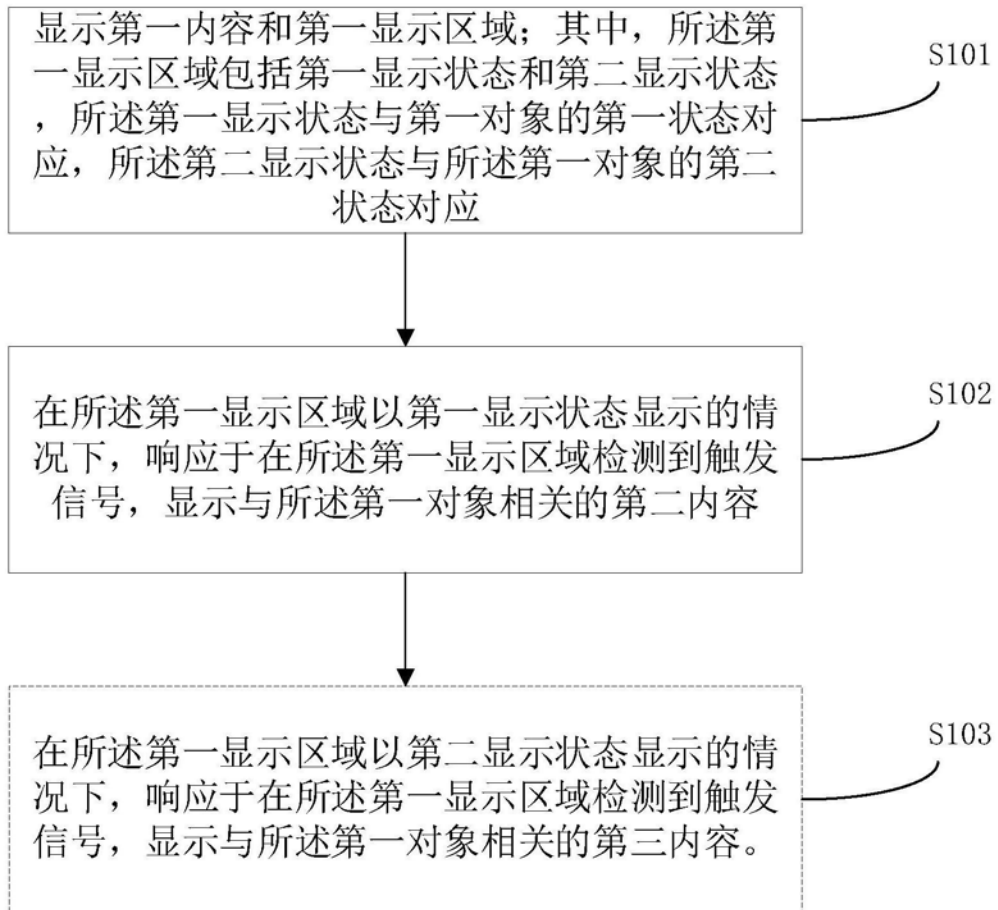 显示第一内容和第一显示区域；其中，所述第
一显示区域包括第一显示状态和第二显示状态
，所述第一显示状态与第一对象的第一状态对
应，所述第二显示状态与所述第一对象的第二
状态对应
S101
在所述第一显示区域以第一显示状态显示的情
况下，响应于在所述第一显示区域检测到触发
信号，显示与所述第一对象相关的第二内容
S102
在所述第一显示区域以第二显示状态显示的情
况下，响应于在所述第一显示区域检测到触发
信号，显示与所述第一对象相关的第三内容。
S103